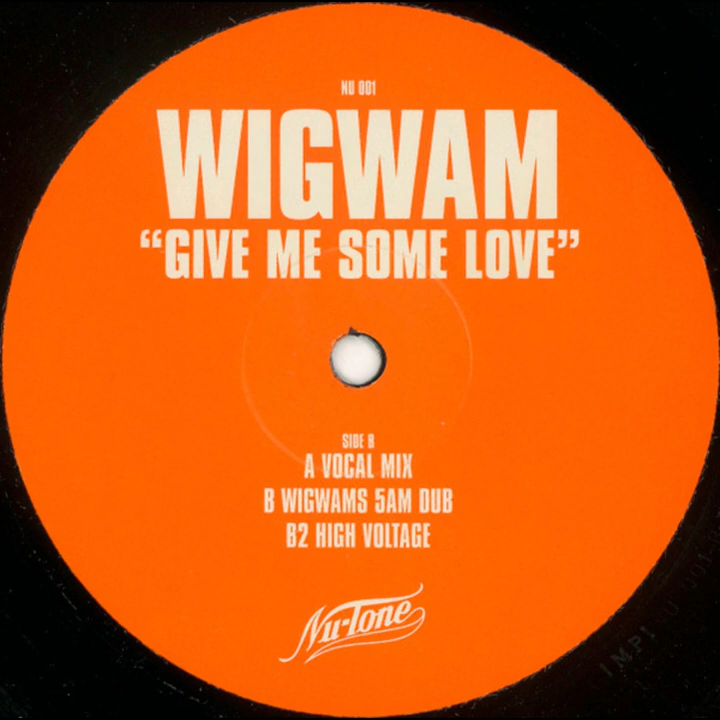 NU 001
WIGWAM
“GIVE ME SOME LOVE”
SIDE B
A VOCAL MIX
B WIGWAMS 5AM DUB
B2 HIGH VOLTAGE
Nu-Tone